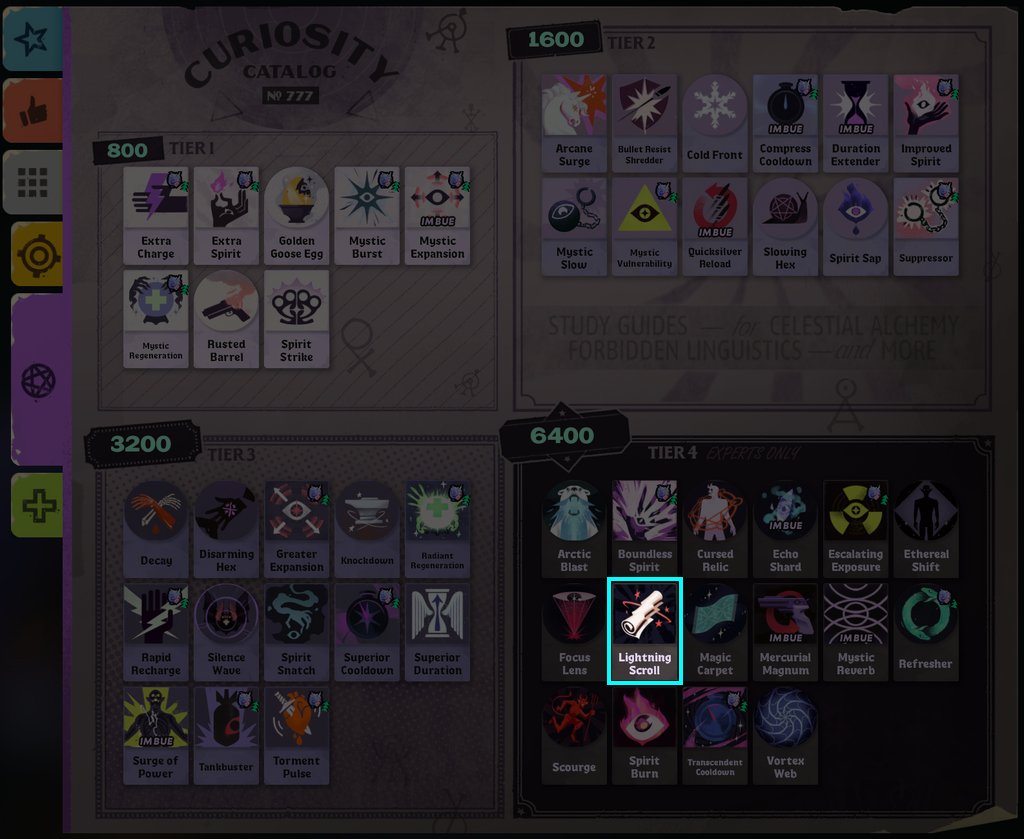 CURIOSITY
CATALOG
Nº 777
800 TIER 1
Extra Charge
Extra Spirit
Golden Goose Egg
Mystic Burst
IMBUE
Mystic Expansion
Mystic Regeneration
Rusted Barrel
Spirit Strike
1600 TIER 2
Arcane Surge
Bullet Resist Shredder
Cold Front
IMBUE
Compress Cooldown
IMBUE
Duration Extender
Improved Spirit
Mystic Slow
Mystic Vulnerability
IMBUE
Quicksilver Reload
Slowing Hex
Spirit Sap
Suppressor
STUDY GUIDES — for CELESTIAL ALCHEMY
FORBIDDEN LINGUISTICS — and MORE
3200 TIER 3
Decay
Disarming Hex
Greater Expansion
Knockdown
Radiant Regeneration
Rapid Recharge
Silence Wave
Spirit Snatch
Superior Cooldown
Superior Duration
IMBUE
Surge of Power
Tankbuster
Torment Pulse
6400 TIER 4 EXPERTS ONLY
Arctic Blast
Boundless Spirit
Cursed Relic
IMBUE
Echo Shard
Escalating Exposure
Ethereal Shift
Focus Lens
Lightning Scroll
Magic Carpet
IMBUE
Mercurial Magnum
IMBUE
Mystic Reverb
Refresher
Scourge
Spirit Burn
Transcendent Cooldown
Vortex Web